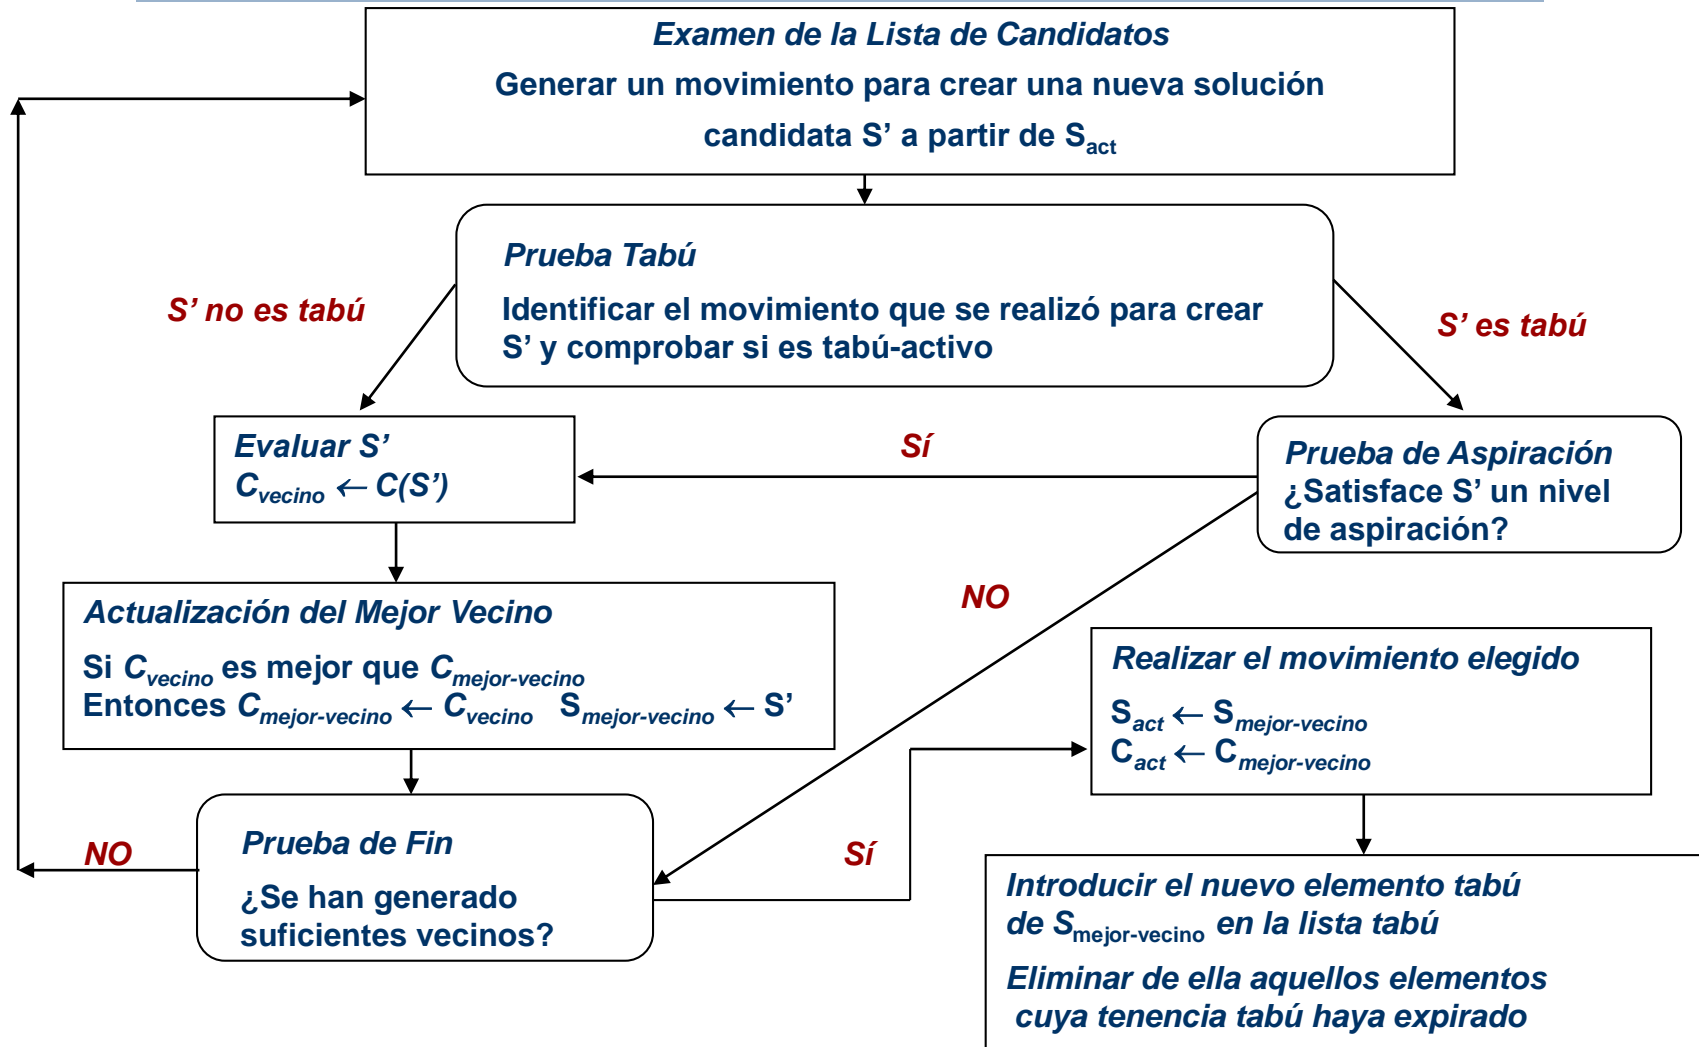 Examen de la Lista de Candidatos
Generar un movimiento para crear una nueva solución
candidata S’ a partir de Sact
Prueba Tabú
Identificar el movimiento que se realizó para crear
S’ y comprobar si es tabú-activo
S’ no es tabú
S’ es tabú
Evaluar S’
Cvecino ← C(S’)
Sí
Prueba de Aspiración
¿Satisface S’ un nivel
de aspiración?
NO
Actualización del Mejor Vecino
Si Cvecino es mejor que Cmejor-vecino
Entonces Cmejor-vecino ← Cvecino Smejor-vecino ← S’
Realizar el movimiento elegido
Sact ← Smejor-vecino
Cact ← Cmejor-vecino
Prueba de Fin
¿Se han generado
suficientes vecinos?
NO
Sí
Introducir el nuevo elemento tabú
de Smejor-vecino en la lista tabú
Eliminar de ella aquellos elementos
cuya tenencia tabú haya expirado